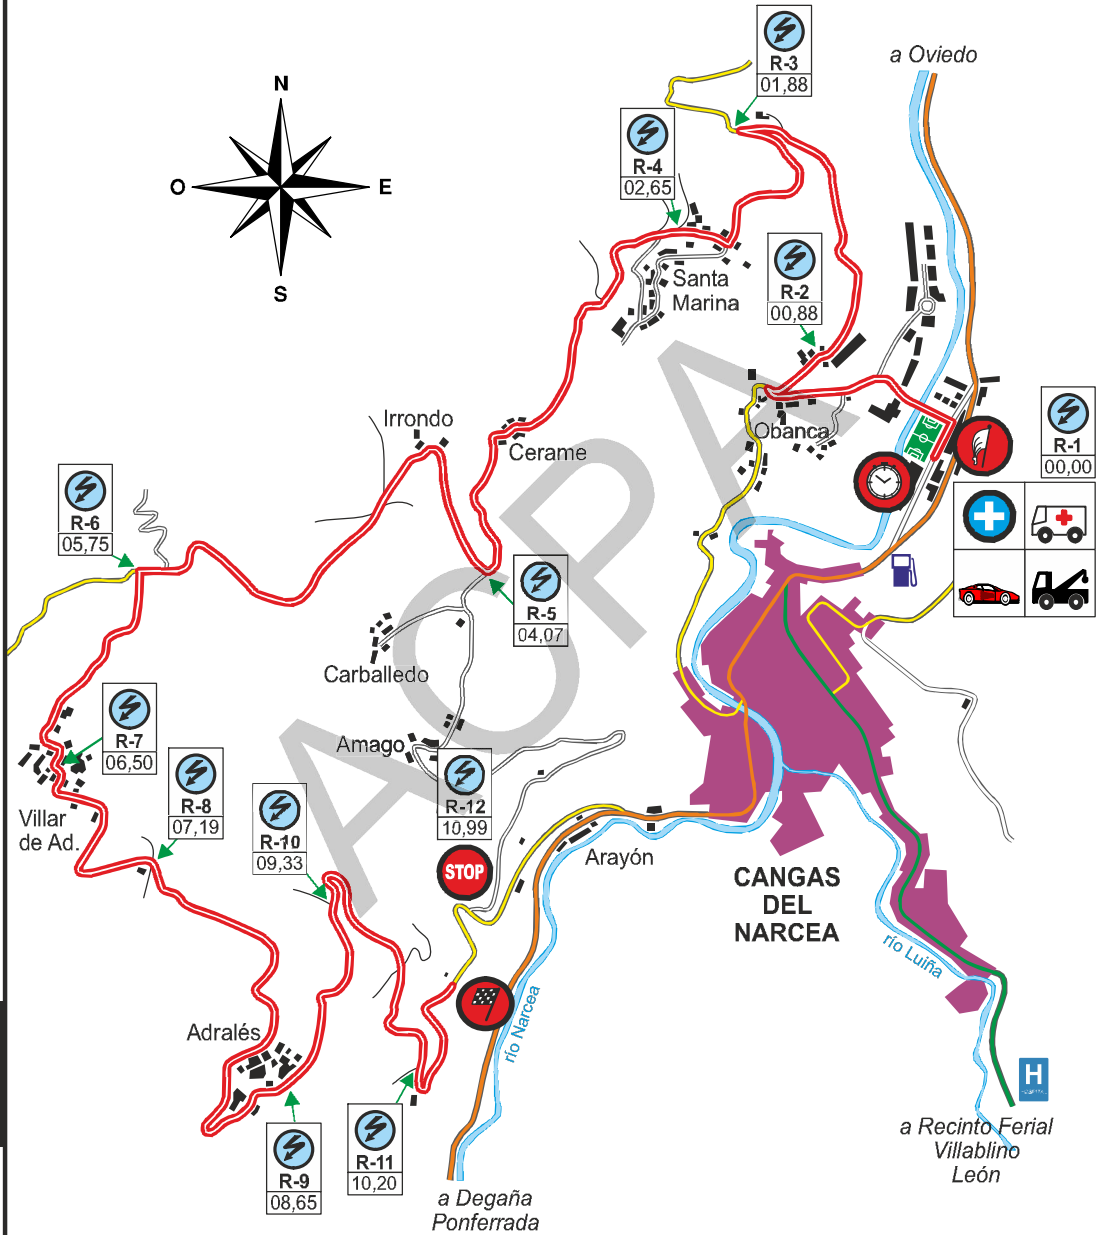 N
O
E
S
R-3
01,88
a Oviedo
R-4
02,65
Santa
Marina
R-2
00,88
Irrondo
Cerame
Obanca
R-1
00,00
R-6
05,75
R-5
04,07
Carballedo
R-7
06,50
Amago
R-8
07,19
R-10
09,33
R-12
10,99
STOP
Villar
de Ad.
Arayón
CANGAS
DEL
NARCEA
río Luiña
río Narcea
Adralés
R-11
10,20
R-9
08,65
H
a Recinto Ferial
Villablino
León
a Degaña
Ponferrada
ACPA